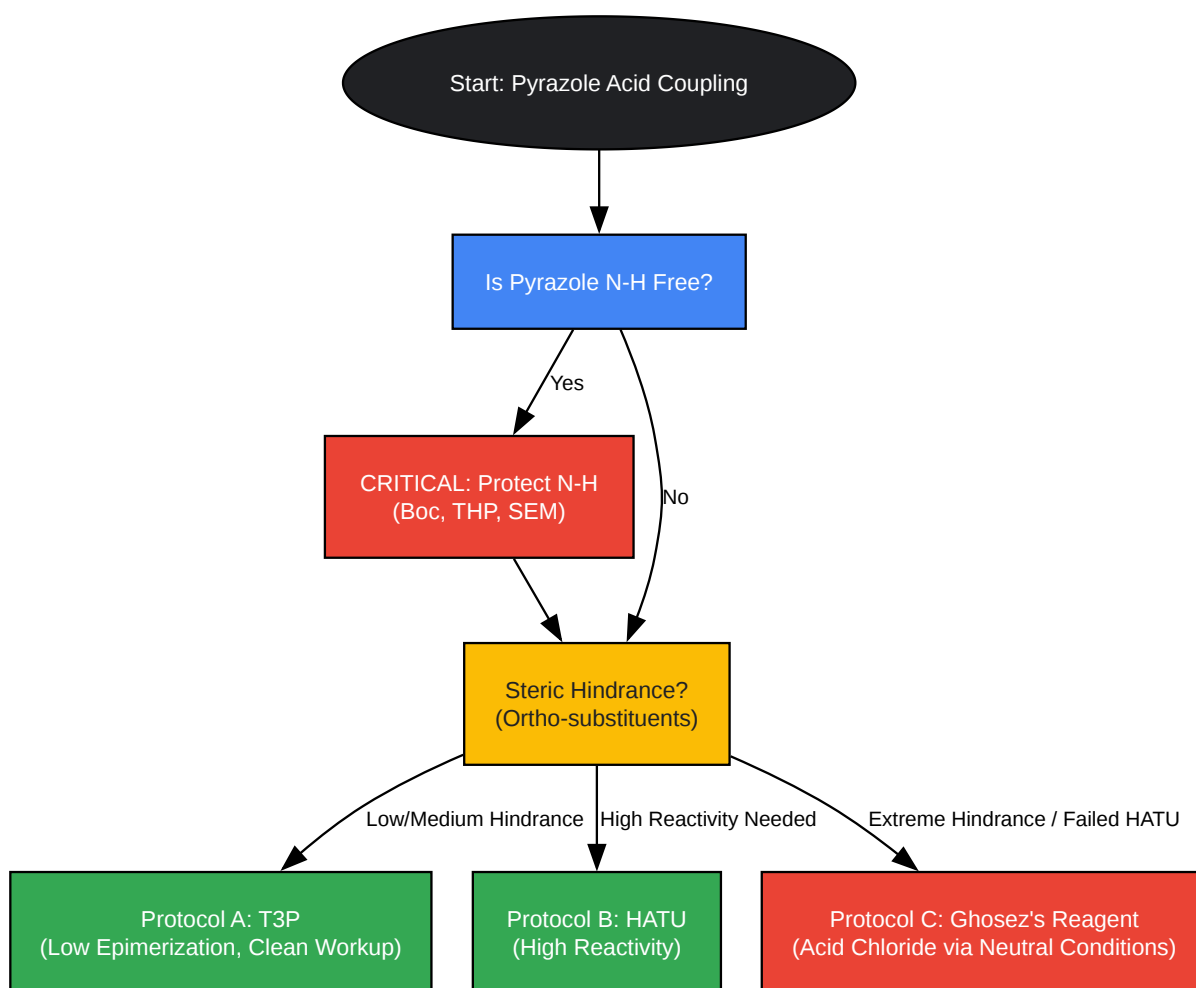 Start: Pyrazole Acid Coupling
Is Pyrazole N-H Free?
Yes
CRITICAL: Protect N-H
(Boc, THP, SEM)
No
Steric Hindrance?
(Ortho-substituents)
Low/Medium Hindrance
High Reactivity Needed
Extreme Hindrance / Failed HATU
Protocol A: T3P
(Low Epimerization, Clean Workup)
Protocol B: HATU
(High Reactivity)
Protocol C: Ghosez's Reagent
(Acid Chloride via Neutral Conditions)